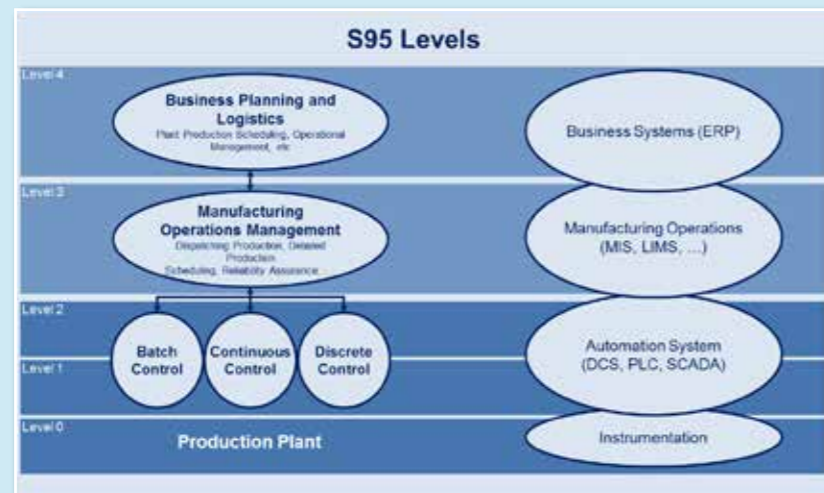 S95 Levels
Level 4
Business Planning and
Logistics
Plant Production Scheduling, Operational
Management, etc
Business Systems (ERP)
Level 3
Manufacturing
Operations Management
Dispatching Production, Detailed
Production
Scheduling, Reliability Assurance...
Manufacturing Operations
(MIS, LIMS, ...)
Level 2
Batch
Control
Continuous
Control
Discrete
Control
Automation System
(DCS, PLC, SCADA)
Level 1
Level 0
Production Plant
Instrumentation